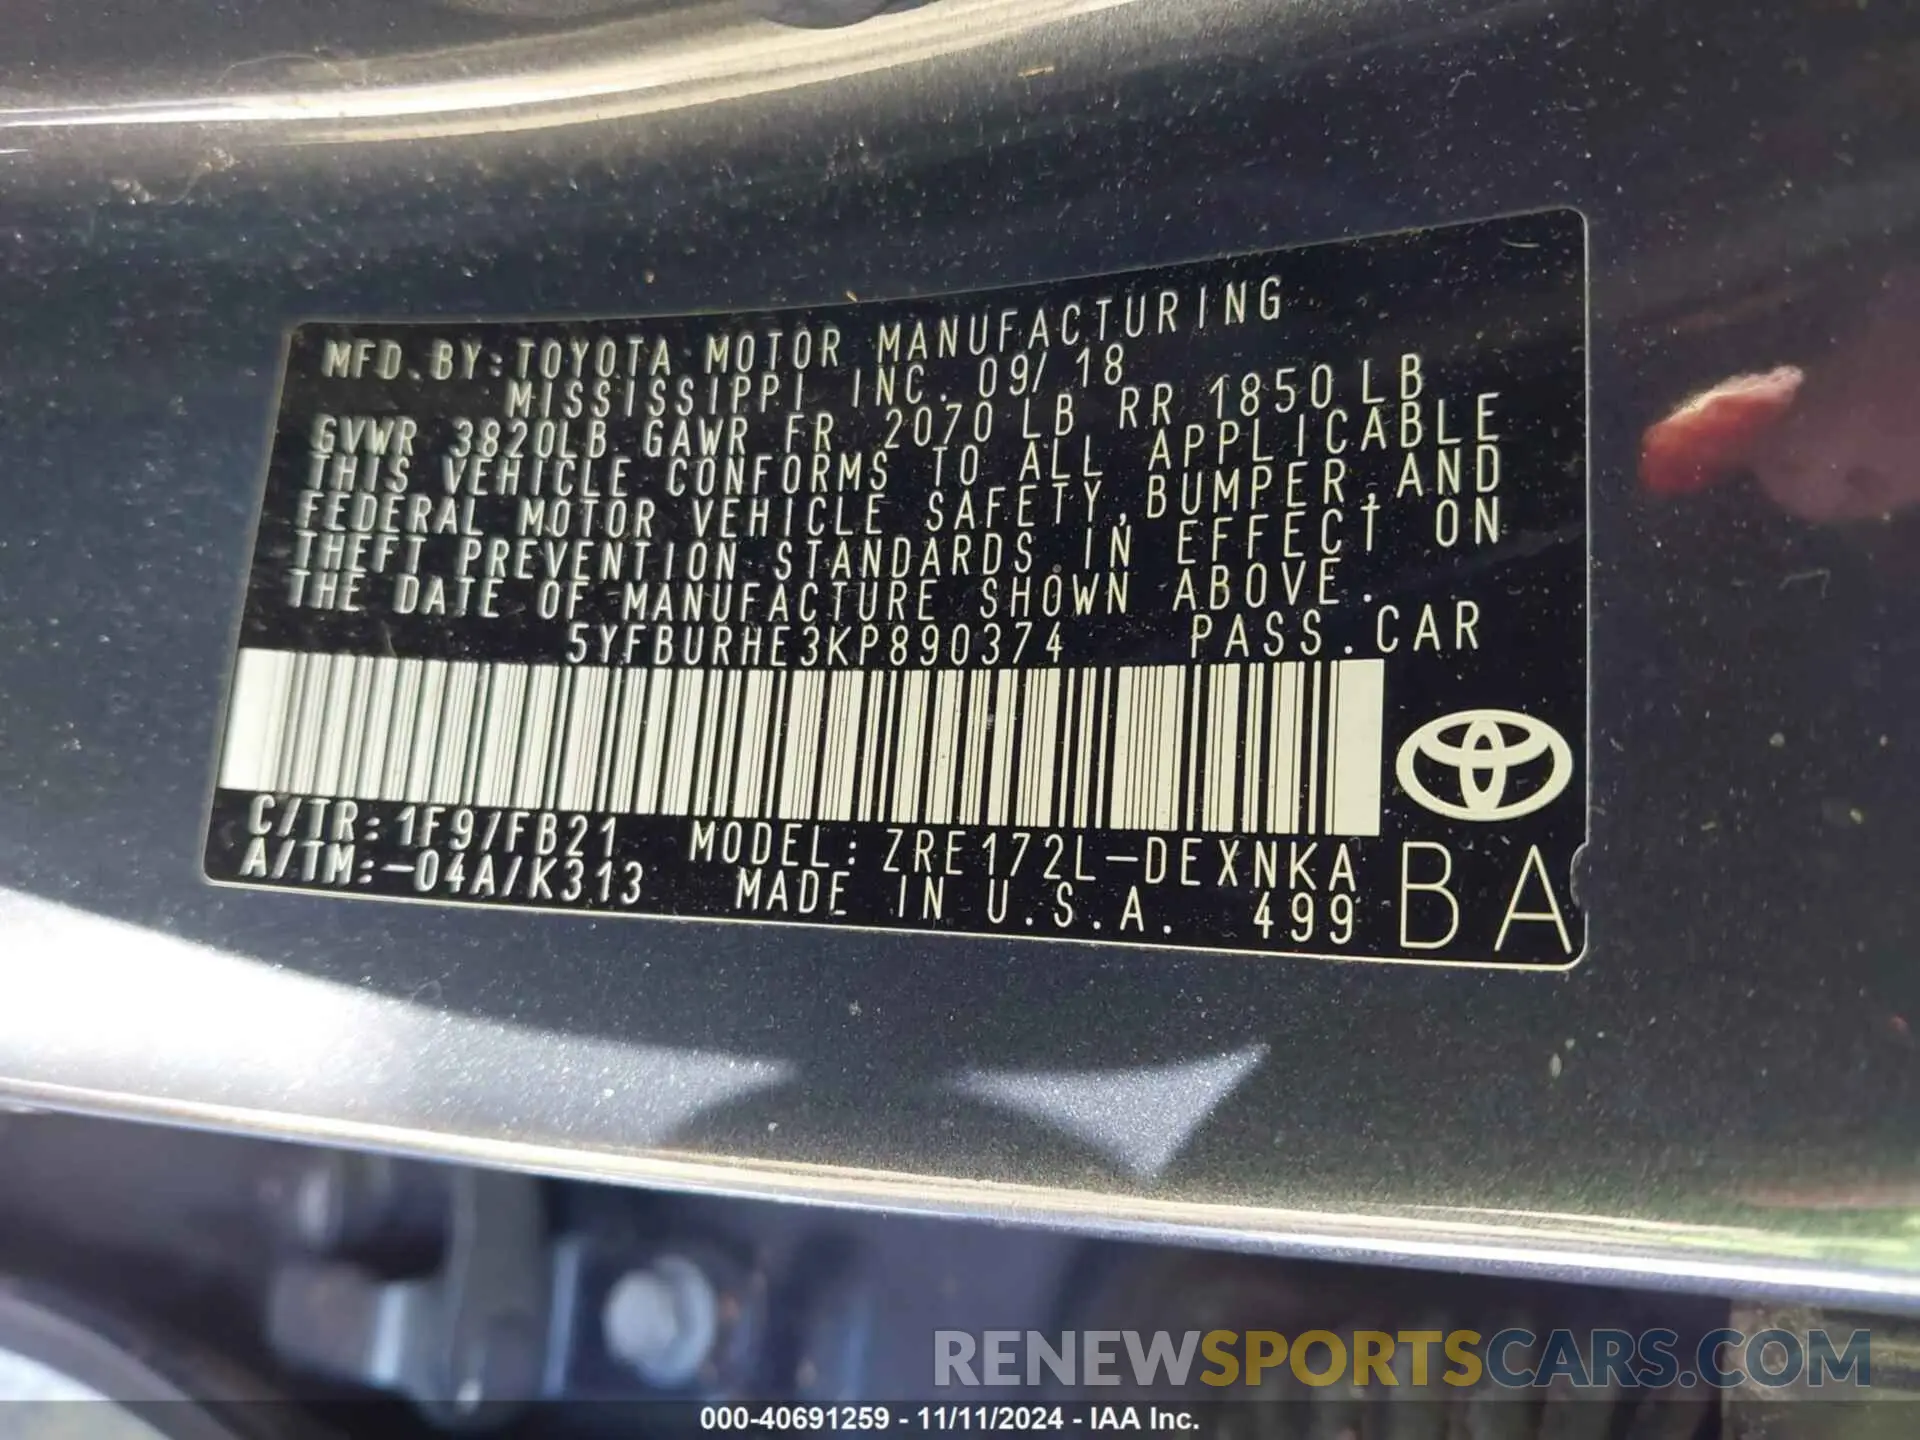 MFD. BY: TOYOTA MOTOR MANUFACTURING
MISSISSIPPI INC. 09/ 18
GVWR 3820LB GAWR FR 2070 LB RR 1850 LB
THIS VEHICLE CONFORMS TO ALL APPLICABLE
FEDERAL MOTOR VEHICLE SAFETY, BUMPER, AND
THEFT PREVENTION STANDARDS IN EFFECT ON
THE DATE OF MANUFACTURE SHOWN ABOVE.
5YFBURHE3KP890374 PASS.CAR
C/TR: 1F9/FB21 MODEL: ZRE172L-DEXNKA
A/TM:-04A/K313 MADE IN U.S.A. 499
BA
RENEWSPORTSCARS.COM
000-40691259 - 11/11/2024 - IAA Inc.